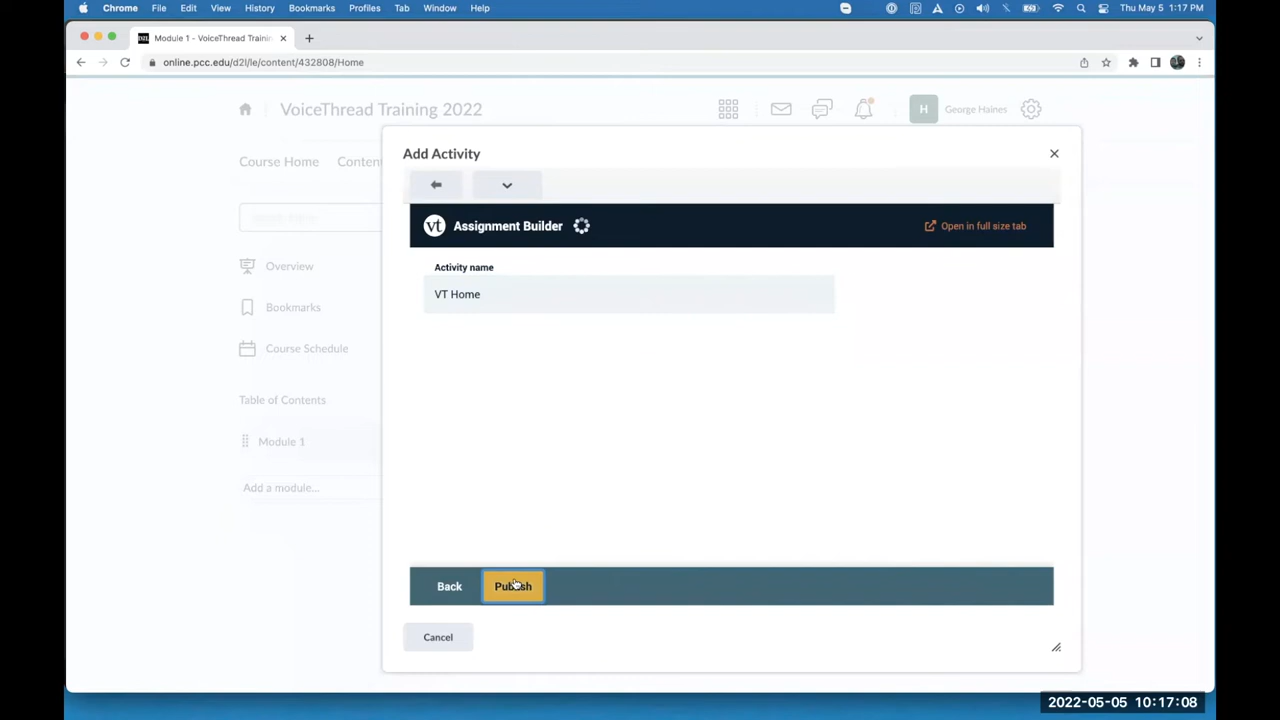 Chrome File Edit View History Bookmarks Profiles Tab Window Help Thu May 5 1:17 PM
Module 1 - VoiceThread Trainin
online.pcc.edu/d2l/le/content/432808/Home
VoiceThread Training 2022
H George Haines
Course Home Conten
Add Activity
vt Assignment Builder Open in full size tab
Activity name
VT Home
Overview
Bookmarks
Course Schedule
Table of Contents
Module 1
Add a module...
Back Publish
Cancel
2022-05-05 10:17:08